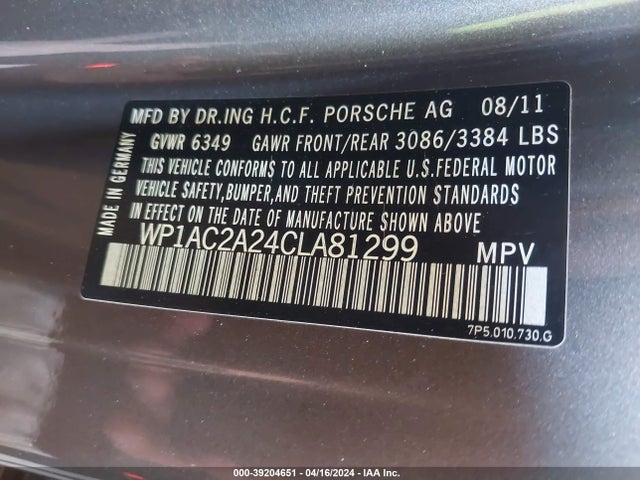 MFD BY DR.ING H.C.F. PORSCHE AG 08/11
GVWR 6349 GAWR FRONT/REAR 3086/3384 LBS
THIS VEHICLE CONFORMS TO ALL APPLICABLE U.S.FEDERAL MOTOR
VEHICLE SAFETY,BUMPER,AND THEFT PREVENTION STANDARDS
IN EFFECT ON THE DATE OF MANUFACTURE SHOWN ABOVE.
WP1AC2A24CLA81299 MPV
MADE IN GERMANY
7P5.010.730.G
000-39204651 - 04/16/2024 - IAA Inc.